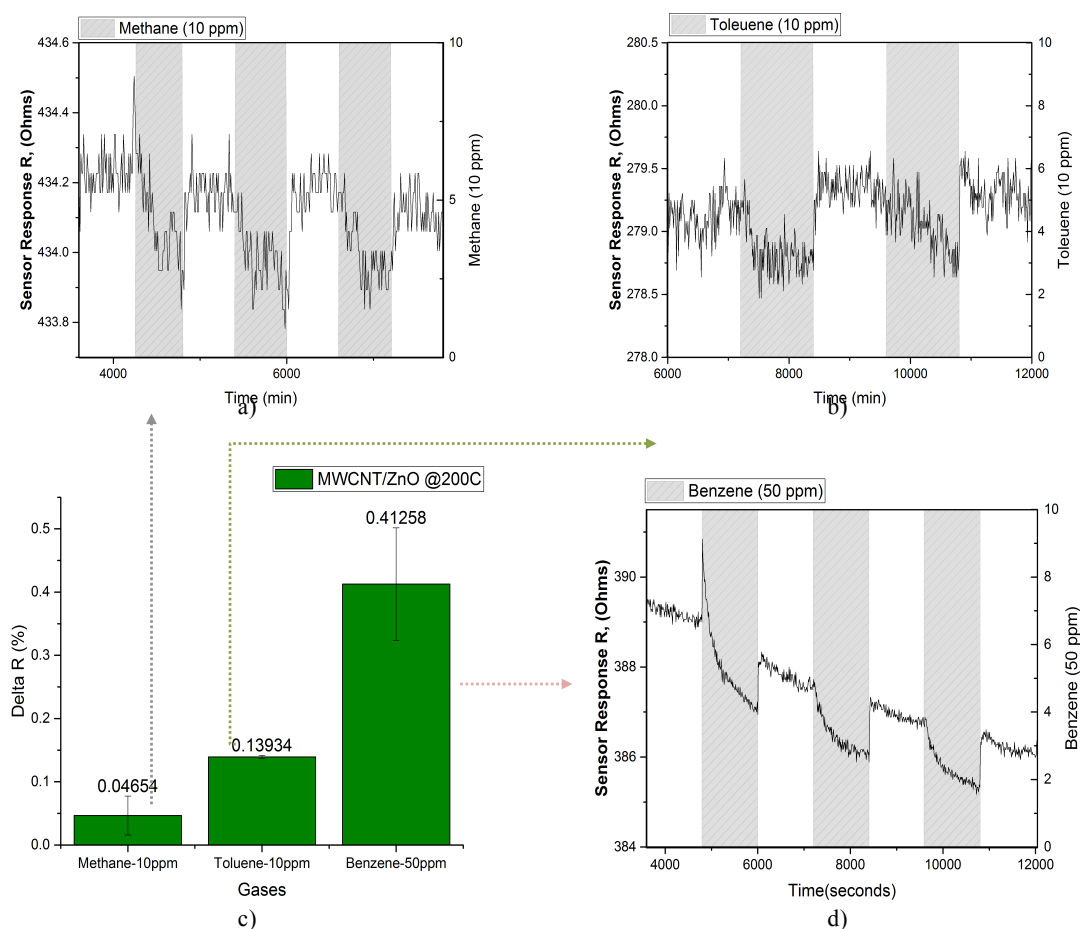 Methane (10 ppm)
434.6
434.4
434.2
434.0
433.8
Sensor Response R, (Ohms)
10
5
0
Methane (10 ppm)
4000 6000
Time (min)
a)
Toleuene (10 ppm)
280.5
280.0
279.5
279.0
278.5
278.0
Sensor Response R, (Ohms)
10
8
6
4
2
0
Toleuene (10 ppm)
6000 8000 10000 12000
Time (min)
b)
MWCNT/ZnO @200C
0.5
0.4
0.3
0.2
0.1
0.0
Delta R (%)
0.04654
0.13934
0.41258
Methane-10ppm Toluene-10ppm Benzene-50ppm
Gases
c)
Benzene (50 ppm)
390
388
386
384
Sensor Response R, (Ohms)
10
8
6
4
2
0
Benzene (50 ppm)
4000 6000 8000 10000 12000
Time(seconds)
d)